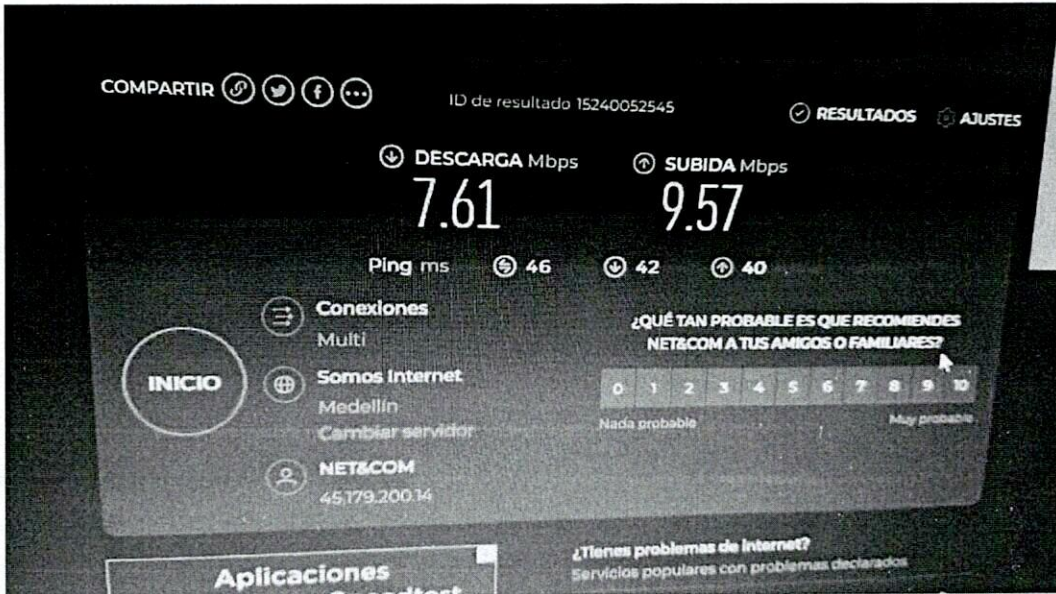 COMPARTIR
ID de resultado 15240052545
RESULTADOS AJUSTES
DESCARGA Mbps
7.61
SUBIDA Mbps
9.57
Ping ms 46 42 40
Conexiones
Multi
Somos Internet
Medellín
Cambiar servidor
NET&COM
45.179.200.14
INICIO
¿QUÉ TAN PROBABLE ES QUE RECOMIENDES
NET&COM A TUS AMIGOS O FAMILIARES?
0 1 2 3 4 5 6 7 8 9 10
Nada probable Muy probable
Aplicaciones
Speedtest
¿Tienes problemas de Internet?
Servicios populares con problemas declarados